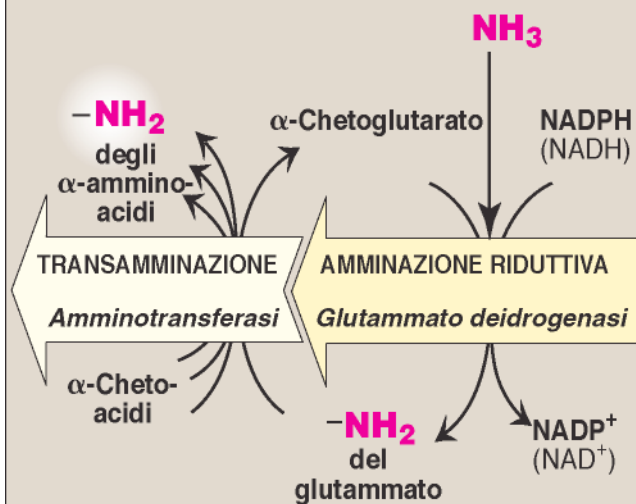 NH3
–NH2
degli
α-ammino-
acidi
α-Chetoglutarato
NADPH
(NADH)
TRANSAMMINAZIONE
Amminotransferasi
AMMINAZIONE RIDUTTIVA
Glutammato deidrogenasi
α-Cheto-
acidi
–NH2
del
glutammato
NADP+
(NAD+)